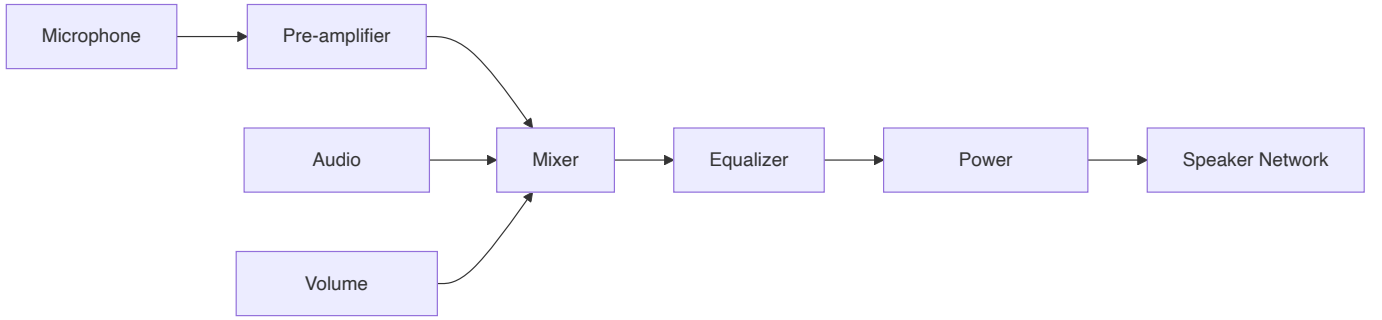 Microphone
Pre-amplifier
Audio
Mixer
Equalizer
Power
Speaker Network
Volume